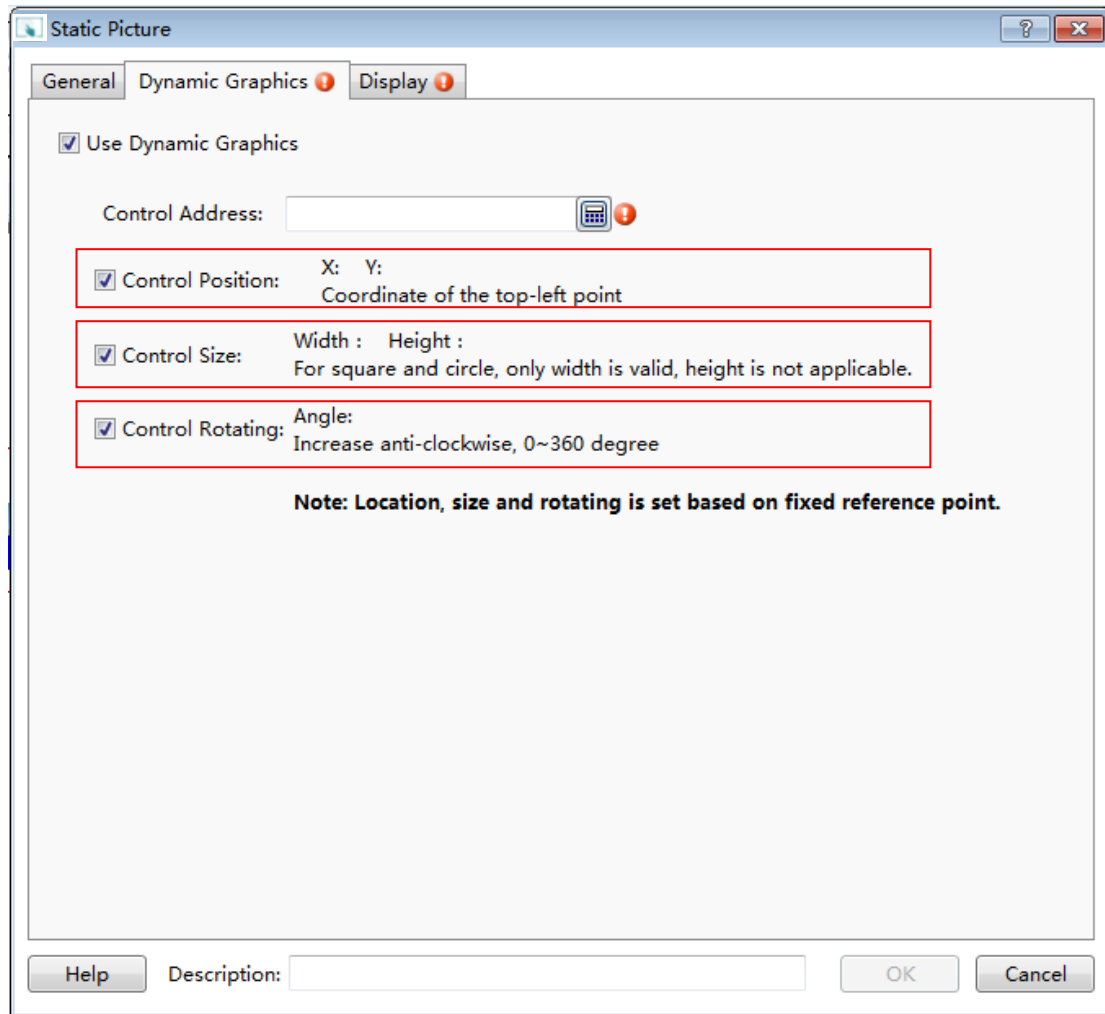 Static Picture
General Dynamic Graphics Display
Use Dynamic Graphics
Control Address:
Control Position: X: Y:
Coordinate of the top-left point
Control Size: Width : Height :
For square and circle, only width is valid, height is not applicable.
Control Rotating: Angle:
Increase anti-clockwise, 0~360 degree
Note: Location, size and rotating is set based on fixed reference point.
Help Description: OK Cancel